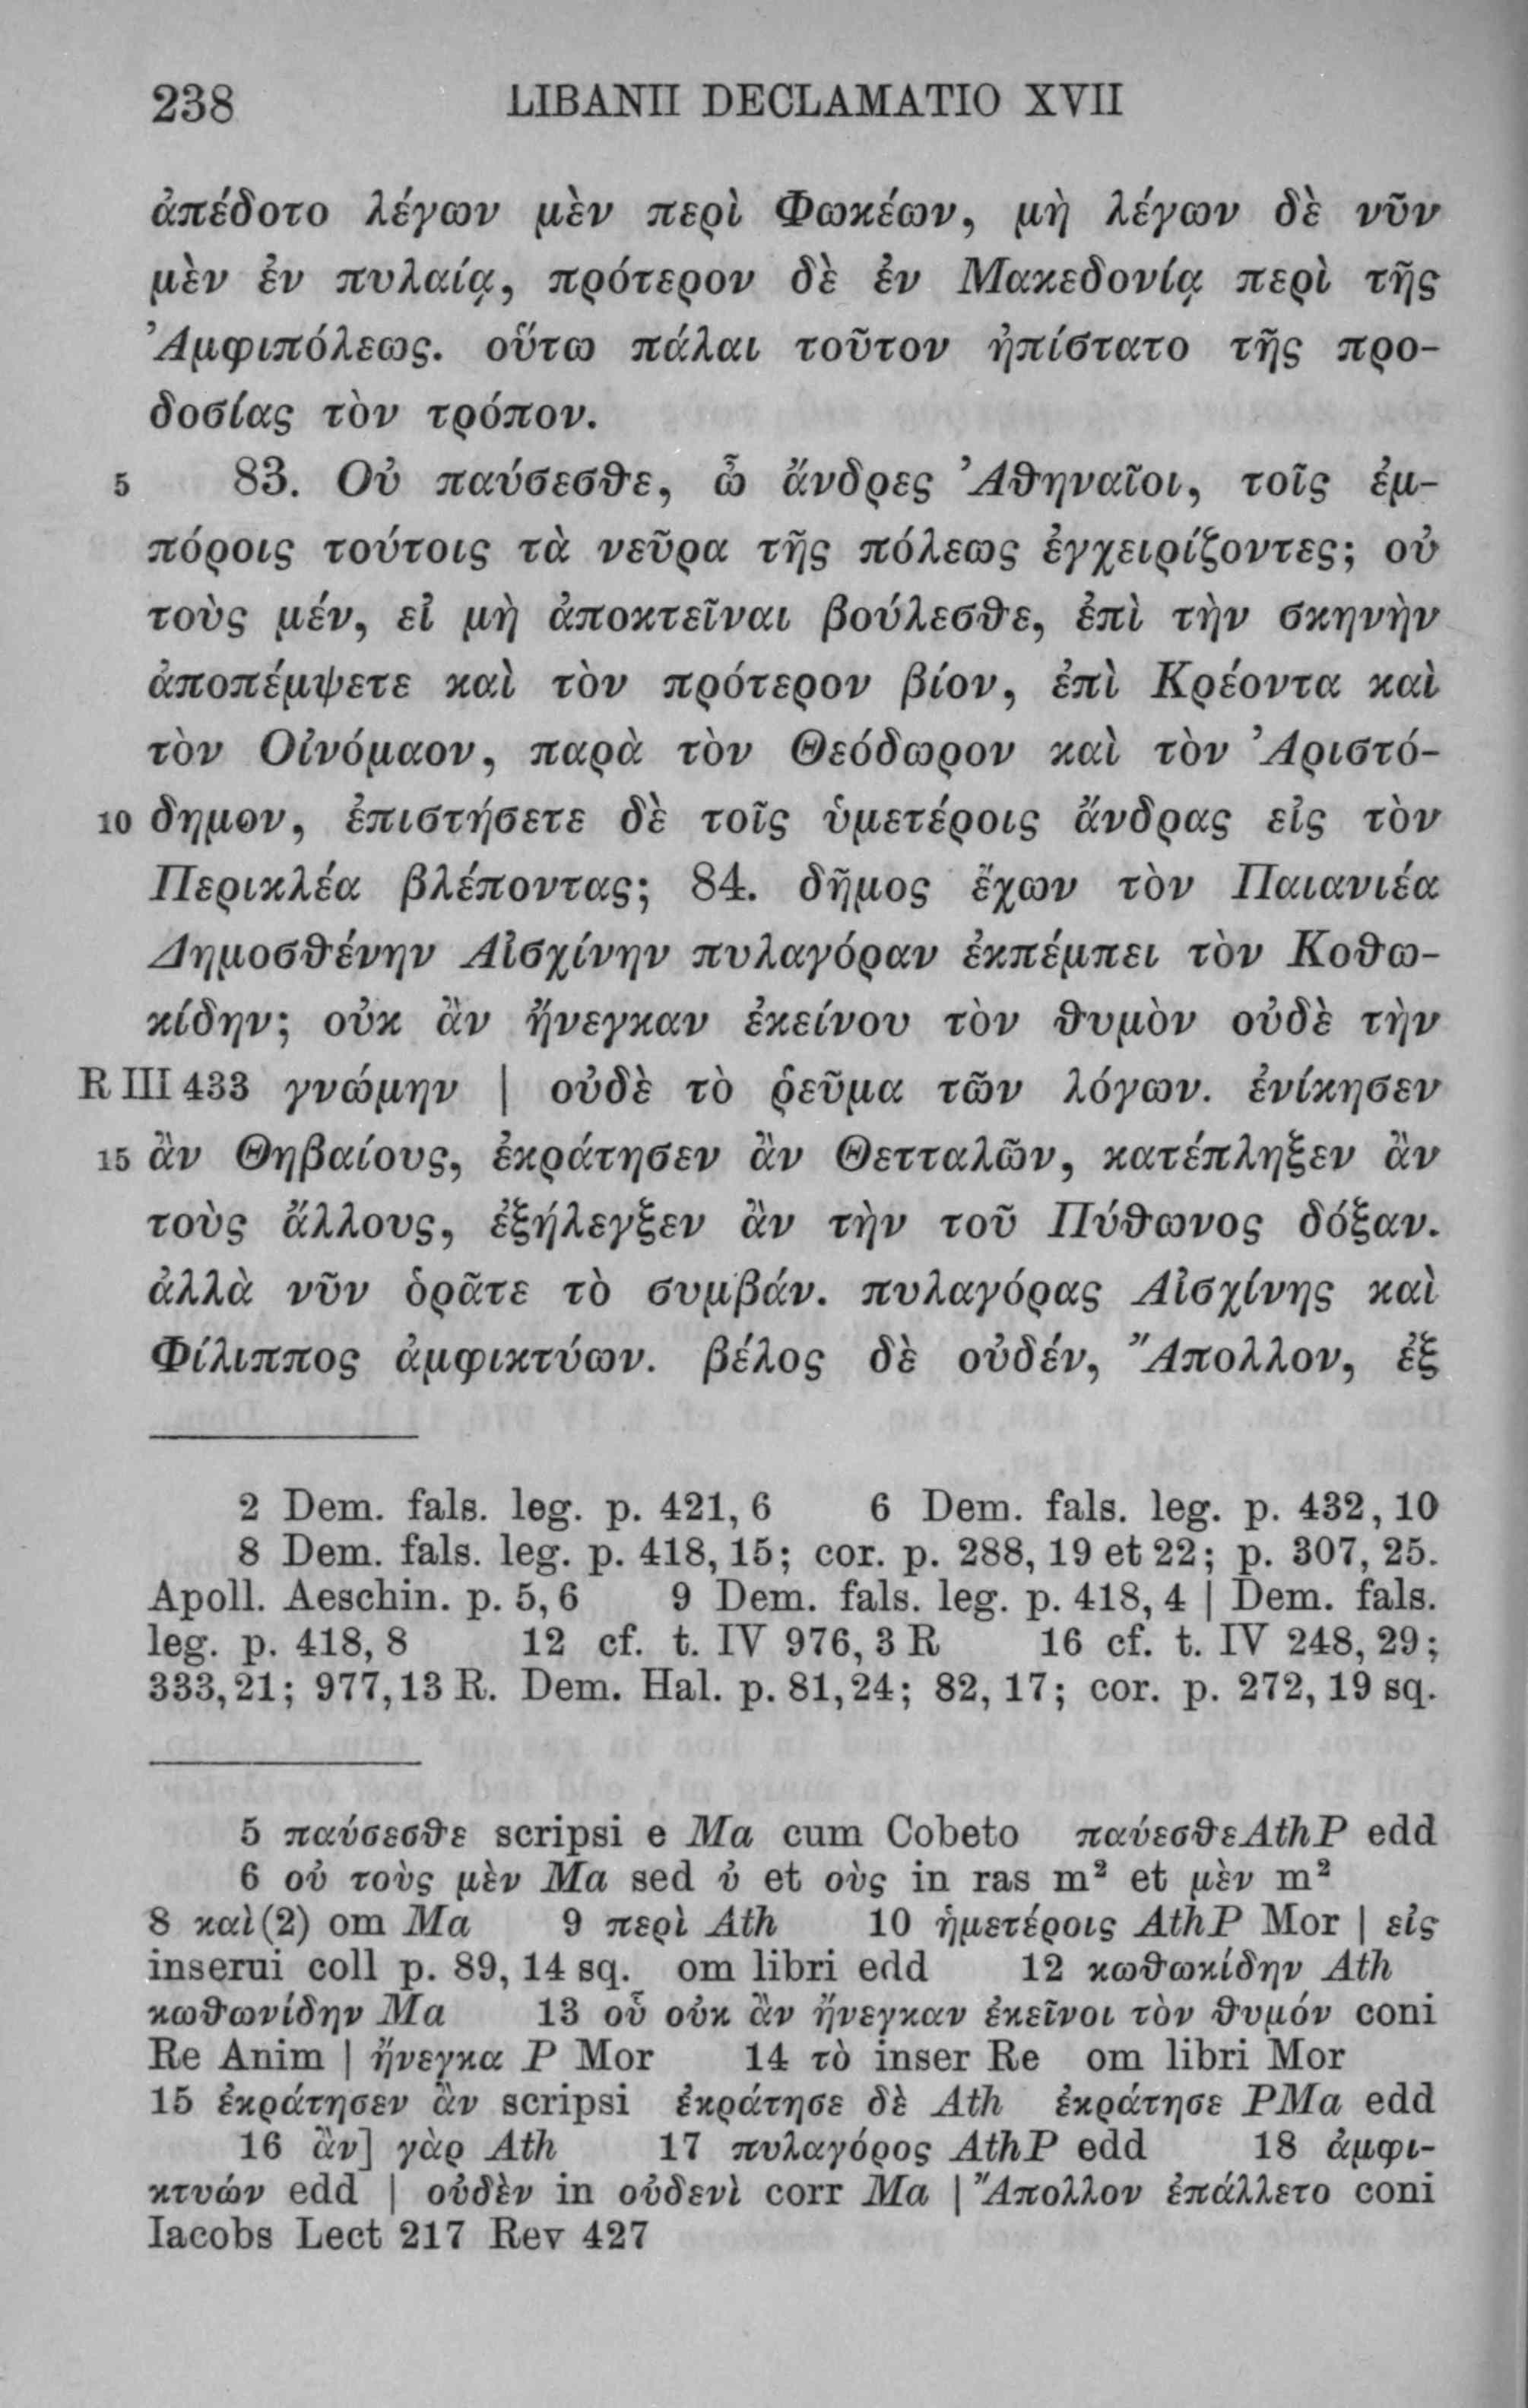 238 LIBANII DECLAMATIO XVII
ἀπέδοτο λέγων μὲν περὶ Φωκέων, μὴ λέγων δὲ νῦν
μὲν ἐν πυλαίᾳ, πρότερον δὲ ἐν Μακεδονίᾳ περὶ τῆς
Ἀμφιπόλεως. οὕτω πάλαι τοῦτον ἠπίστατο τῆς προ-
δοσίας τὸν τρόπον.
5 83. Οὐ παύσεσθε, ὦ ἄνδρες Ἀθηναῖοι, τοῖς ἐμ-
πόροις τούτοις τὰ νεῦρα τῆς πόλεως ἐγχειρίζοντες; οὐ
τοὺς μέν, εἰ μὴ ἀποκτεῖναι βούλεσθε, ἐπὶ τὴν σκηνὴν
ἀποπέμψετε καὶ τὸν πρότερον βίον, ἐπὶ Κρέοντα καὶ
τὸν Οἰνόμαον, παρὰ τὸν Θεόδωρον καὶ τὸν Ἀριστό-
10 δημον, ἐπιστήσετε δὲ τοῖς ὑμετέροις ἄνδρας εἰς τὸν
Περικλέα βλέποντας; 84. δῆμος ἔχων τὸν Παιανιέα
Δημοσθένην Αἰσχίνην πυλαγόραν ἐκπέμπει τὸν Κοθω-
κίδην; οὐκ ἂν ἤνεγκαν ἐκείνου τὸν θυμὸν οὐδὲ τὴν
R III 433 γνώμην | οὐδὲ τὸ ῥεῦμα τῶν λόγων. ἐνίκησεν
15 ἂν Θηβαίους, ἐκράτησεν ἂν Θετταλῶν, κατέπληξεν ἂν
τοὺς ἄλλους, ἐξήλεγξεν ἂν τὴν τοῦ Πύθωνος δόξαν.
ἀλλὰ νῦν ὁρᾶτε τὸ συμβάν. πυλαγόρας Αἰσχίνης καὶ
Φίλιππος ἀμφικτύων. βέλος δὲ οὐδέν, Ἄπολλον, ἐξ
2 Dem. fals. leg. p. 421, 6 6 Dem. fals. leg. p. 432, 10
8 Dem. fals. leg. p. 418, 15; cor. p. 288, 19 et 22; p. 307, 25.
Apoll. Aeschin. p. 5, 6 9 Dem. fals. leg. p. 418, 4 | Dem. fals.
leg. p. 418, 8 12 cf. t. IV 976, 3 R 16 cf. t. IV 248, 29;
333, 21; 977, 13 R. Dem. Hal. p. 81, 24; 82, 17; cor. p. 272, 19 sq.
5 παύσεσθε scripsi e Ma cum Cobeto παύεσθε AthP edd
6 οὐ τοὺς μὲν Ma sed ὐ et οὺς in ras m² et μὲν m²
8 καὶ(2) om Ma 9 περὶ Ath 10 ἡμετέροις AthP Mor | εἰς
inserui coll p. 89, 14 sq. om libri edd 12 κωθωκίδην Ath
κωθωνίδην Ma 13 οὗ οὐκ ἂν ἤνεγκαν ἐκεῖνοι τὸν θυμόν coni
Re Anim | ἤνεγκα P Mor 14 τὸ inser Re om libri Mor
15 ἐκράτησεν ἂν scripsi ἐκράτησε δὲ Ath ἐκράτησε PMa edd
16 ἂν] γὰρ Ath 17 πυλαγόρος AthP edd 18 ἀμφι-
κτυών edd | οὐδὲν in οὐδενὶ corr Ma | Ἄπολλον ἐπάλλετο coni
Iacobs Lect 217 Rev 427